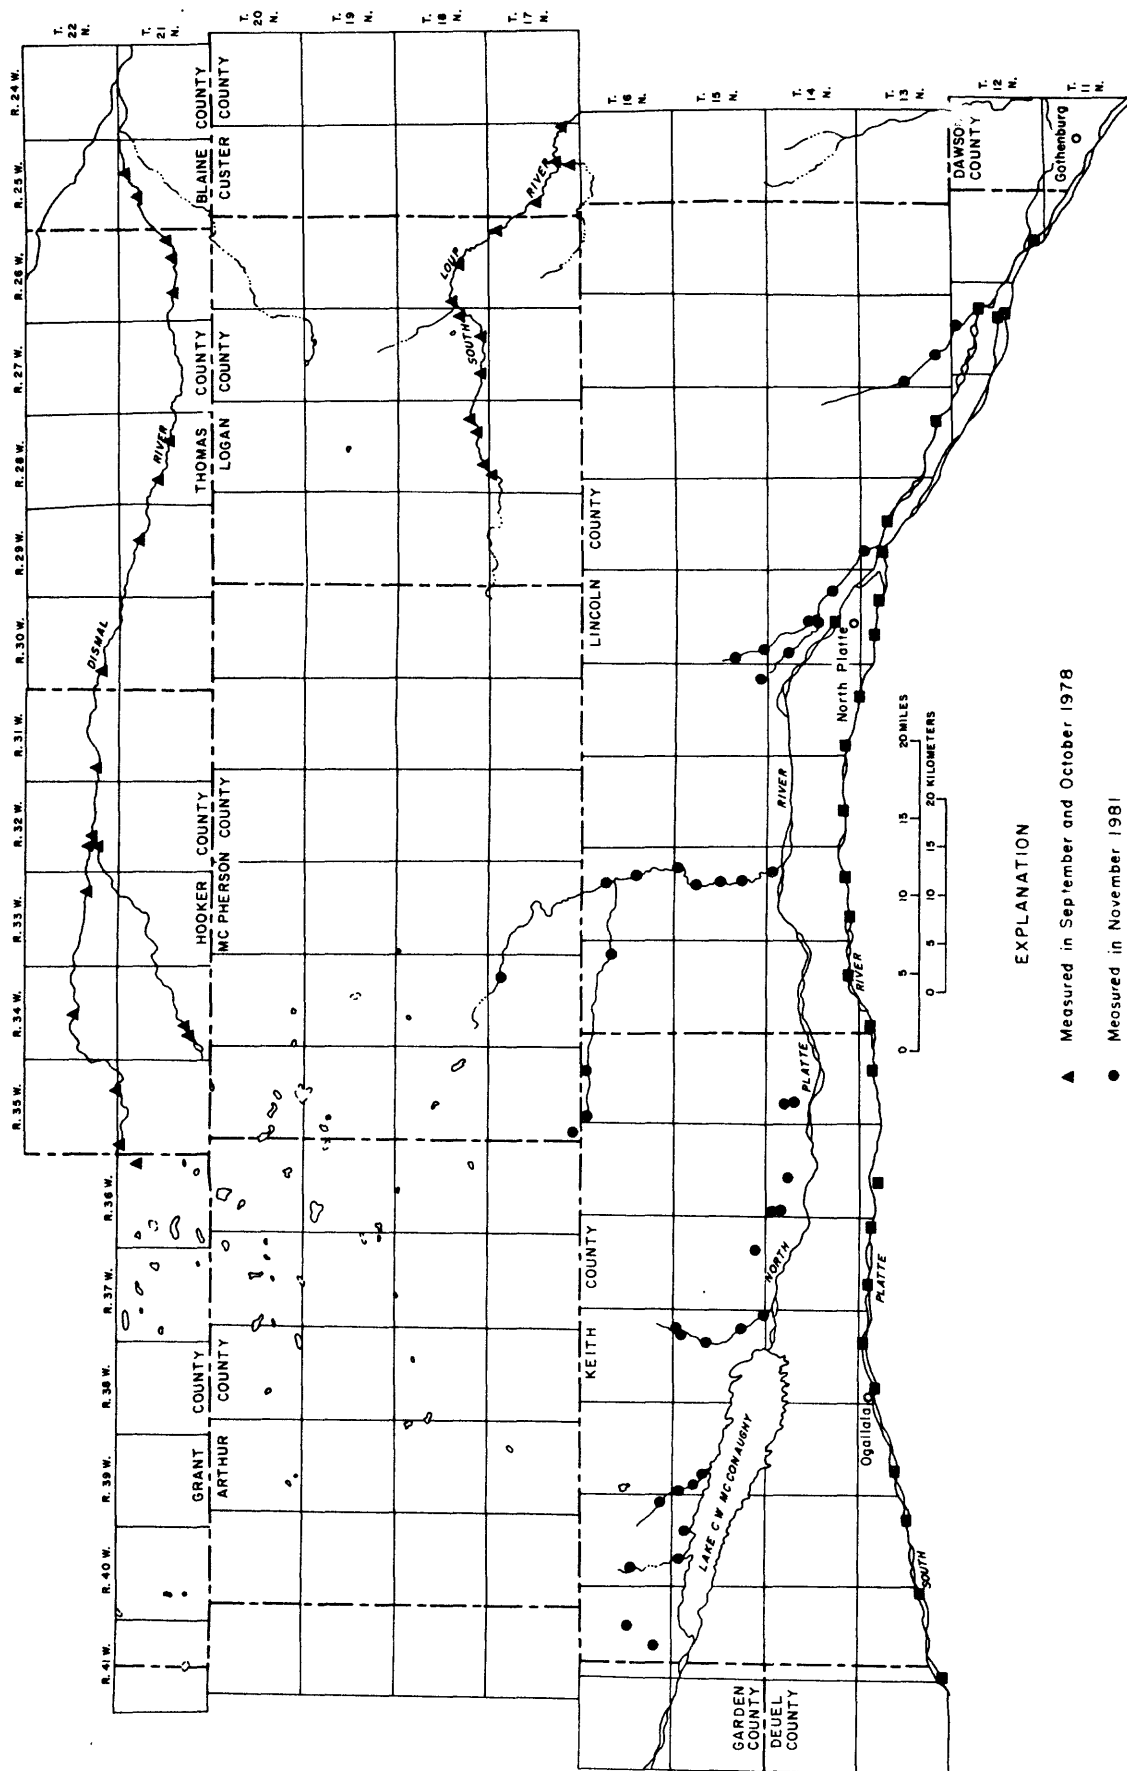 R. 41 W.
R. 40 W.
R. 39 W.
R. 38 W.
R. 37 W.
R. 36 W.
R. 35 W.
R. 34 W.
R. 33 W.
R. 32 W.
R. 31 W.
R. 30 W.
R. 29 W.
R. 28 W.
R. 27 W.
R. 26 W.
R. 25 W.
R. 24 W.
T.
22
N.
T.
21
N.
T.
20
N.
T.
19
N.
T.
18
N.
T.
17
N.
T.
16
N.
T.
15
N.
T.
14
N.
T.
13
N.
T.
12
N.
T.
11
N.
DISMAL
RIVER
GRANT COUNTY
ARTHUR COUNTY
HOOKER COUNTY
MC PHERSON COUNTY
THOMAS COUNTY
LOGAN COUNTY
BLAINE COUNTY
CUSTER COUNTY
SOUTH
LOUP
RIVER
KEITH COUNTY
LINCOLN COUNTY
LAKE C W MCCONAUGHY
NORTH
PLATTE
RIVER
GARDEN
COUNTY
DEUEL
COUNTY
DAWSO
COUNTY
Gothenburg
North Platte
Ogallala
SOUTH
PLATTE
RIVER
0 5 10 15 20 MILES
0 5 10 15 20 KILOMETERS
EXPLANATION
Measured in September and October 1978
Measured in November 1981